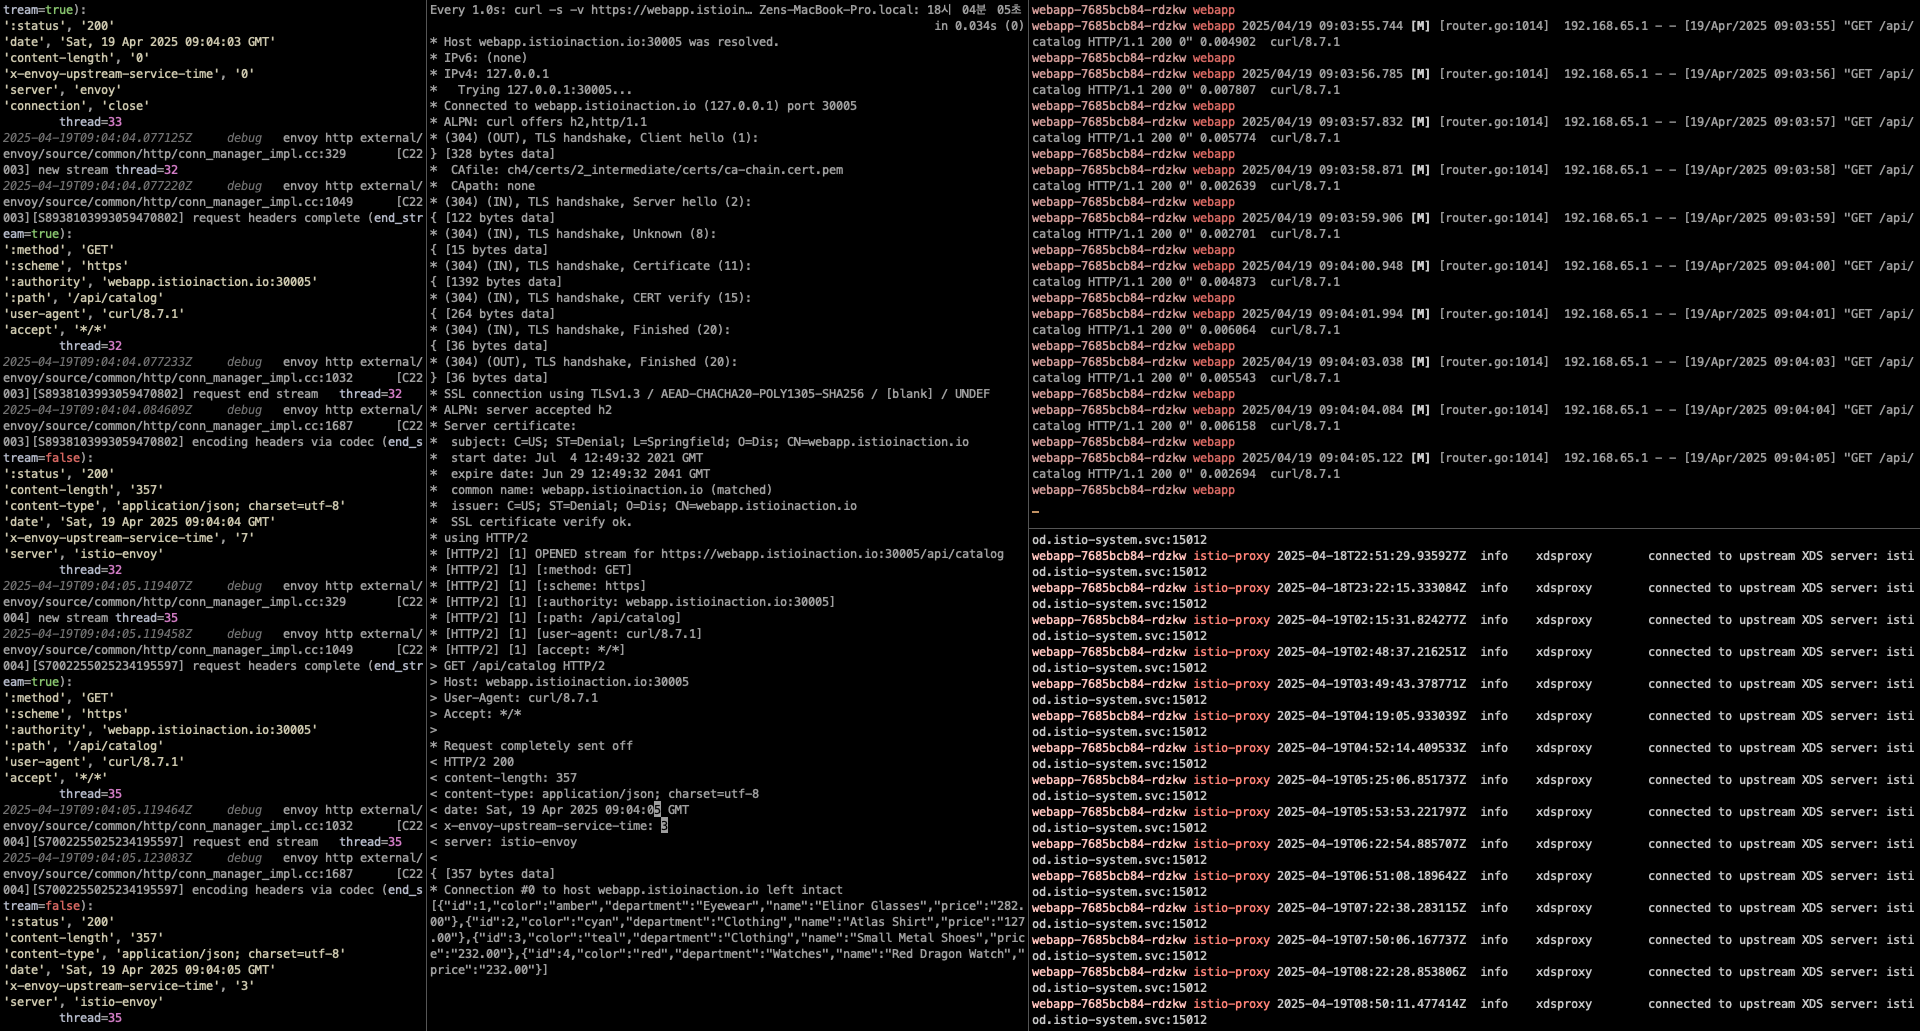 tream=true):
':status', '200'
'date', 'Sat, 19 Apr 2025 09:04:03 GMT'
'content-length', '0'
'x-envoy-upstream-service-time', '0'
'server', 'envoy'
'connection', 'close'
thread=33
2025-04-19T09:04:04.077125Z debug envoy http external/
envoy/source/common/http/conn_manager_impl.cc:329 [C22
003] new stream thread=32
2025-04-19T09:04:04.077220Z debug envoy http external/
envoy/source/common/http/conn_manager_impl.cc:1049 [C22
003][S8938103993059470802] request headers complete (end_str
eam=true):
':method', 'GET'
':scheme', 'https'
':authority', 'webapp.istioinaction.io:30005'
':path', '/api/catalog'
'user-agent', 'curl/8.7.1'
'accept', '*/*'
thread=32
2025-04-19T09:04:04.077233Z debug envoy http external/
envoy/source/common/http/conn_manager_impl.cc:1032 [C22
003][S8938103993059470802] request end stream thread=32
2025-04-19T09:04:04.084609Z debug envoy http external/
envoy/source/common/http/conn_manager_impl.cc:1687 [C22
003][S8938103993059470802] encoding headers via codec (end_s
tream=false):
':status', '200'
'content-length', '357'
'content-type', 'application/json; charset=utf-8'
'date', 'Sat, 19 Apr 2025 09:04:04 GMT'
'x-envoy-upstream-service-time', '7'
'server', 'istio-envoy'
thread=32
2025-04-19T09:04:05.119407Z debug envoy http external/
envoy/source/common/http/conn_manager_impl.cc:329 [C22
004] new stream thread=35
2025-04-19T09:04:05.119458Z debug envoy http external/
envoy/source/common/http/conn_manager_impl.cc:1049 [C22
004][S7002255025234195597] request headers complete (end_str
eam=true):
':method', 'GET'
':scheme', 'https'
':authority', 'webapp.istioinaction.io:30005'
':path', '/api/catalog'
'user-agent', 'curl/8.7.1'
'accept', '*/*'
thread=35
2025-04-19T09:04:05.119464Z debug envoy http external/
envoy/source/common/http/conn_manager_impl.cc:1032 [C22
004][S7002255025234195597] request end stream thread=35
2025-04-19T09:04:05.123083Z debug envoy http external/
envoy/source/common/http/conn_manager_impl.cc:1687 [C22
004][S7002255025234195597] encoding headers via codec (end_s
tream=false):
':status', '200'
'content-length', '357'
'content-type', 'application/json; charset=utf-8'
'date', 'Sat, 19 Apr 2025 09:04:05 GMT'
'x-envoy-upstream-service-time', '3'
'server', 'istio-envoy'
thread=35
Every 1.0s: curl -s -v https://webapp.istioin… Zens-MacBook-Pro.local: 18시 04분 05초
in 0.034s (0)
* Host webapp.istioinaction.io:30005 was resolved.
* IPv6: (none)
* IPv4: 127.0.0.1
* Trying 127.0.0.1:30005...
* Connected to webapp.istioinaction.io (127.0.0.1) port 30005
* ALPN: curl offers h2,http/1.1
* (304) (OUT), TLS handshake, Client hello (1):
} [328 bytes data]
* CAfile: ch4/certs/2_intermediate/certs/ca-chain.cert.pem
* CApath: none
* (304) (IN), TLS handshake, Server hello (2):
{ [122 bytes data]
* (304) (IN), TLS handshake, Unknown (8):
{ [15 bytes data]
* (304) (IN), TLS handshake, Certificate (11):
{ [1392 bytes data]
* (304) (IN), TLS handshake, CERT verify (15):
{ [264 bytes data]
* (304) (IN), TLS handshake, Finished (20):
{ [36 bytes data]
* (304) (OUT), TLS handshake, Finished (20):
} [36 bytes data]
* SSL connection using TLSv1.3 / AEAD-CHACHA20-POLY1305-SHA256 / [blank] / UNDEF
* ALPN: server accepted h2
* Server certificate:
* subject: C=US; ST=Denial; L=Springfield; O=Dis; CN=webapp.istioinaction.io
* start date: Jul 4 12:49:32 2021 GMT
* expire date: Jun 29 12:49:32 2041 GMT
* common name: webapp.istioinaction.io (matched)
* issuer: C=US; ST=Denial; O=Dis; CN=webapp.istioinaction.io
* SSL certificate verify ok.
* using HTTP/2
* [HTTP/2] [1] OPENED stream for https://webapp.istioinaction.io:30005/api/catalog
* [HTTP/2] [1] [:method: GET]
* [HTTP/2] [1] [:scheme: https]
* [HTTP/2] [1] [:authority: webapp.istioinaction.io:30005]
* [HTTP/2] [1] [:path: /api/catalog]
* [HTTP/2] [1] [user-agent: curl/8.7.1]
* [HTTP/2] [1] [accept: */*]
> GET /api/catalog HTTP/2
> Host: webapp.istioinaction.io:30005
> User-Agent: curl/8.7.1
> Accept: */*
>
* Request completely sent off
< HTTP/2 200
< content-length: 357
< content-type: application/json; charset=utf-8
< date: Sat, 19 Apr 2025 09:04:05 GMT
< x-envoy-upstream-service-time: 3
< server: istio-envoy
<
{ [357 bytes data]
* Connection #0 to host webapp.istioinaction.io left intact
[{"id":1,"color":"amber","department":"Eyewear","name":"Elinor Glasses","price":"282.
00"},{"id":2,"color":"cyan","department":"Clothing","name":"Atlas Shirt","price":"127
.00"},{"id":3,"color":"teal","department":"Clothing","name":"Small Metal Shoes","pric
e":"232.00"},{"id":4,"color":"red","department":"Watches","name":"Red Dragon Watch","
price":"232.00"}]
webapp-7685bcb84-rdzkw webapp
webapp-7685bcb84-rdzkw webapp 2025/04/19 09:03:55.744 [M] [router.go:1014] 192.168.65.1 - - [19/Apr/2025 09:03:55] "GET /api/
catalog HTTP/1.1 200 0" 0.004902 curl/8.7.1
webapp-7685bcb84-rdzkw webapp
webapp-7685bcb84-rdzkw webapp 2025/04/19 09:03:56.785 [M] [router.go:1014] 192.168.65.1 - - [19/Apr/2025 09:03:56] "GET /api/
catalog HTTP/1.1 200 0" 0.007807 curl/8.7.1
webapp-7685bcb84-rdzkw webapp
webapp-7685bcb84-rdzkw webapp 2025/04/19 09:03:57.832 [M] [router.go:1014] 192.168.65.1 - - [19/Apr/2025 09:03:57] "GET /api/
catalog HTTP/1.1 200 0" 0.005774 curl/8.7.1
webapp-7685bcb84-rdzkw webapp
webapp-7685bcb84-rdzkw webapp 2025/04/19 09:03:58.871 [M] [router.go:1014] 192.168.65.1 - - [19/Apr/2025 09:03:58] "GET /api/
catalog HTTP/1.1 200 0" 0.002639 curl/8.7.1
webapp-7685bcb84-rdzkw webapp
webapp-7685bcb84-rdzkw webapp 2025/04/19 09:03:59.906 [M] [router.go:1014] 192.168.65.1 - - [19/Apr/2025 09:03:59] "GET /api/
catalog HTTP/1.1 200 0" 0.002701 curl/8.7.1
webapp-7685bcb84-rdzkw webapp
webapp-7685bcb84-rdzkw webapp 2025/04/19 09:04:00.948 [M] [router.go:1014] 192.168.65.1 - - [19/Apr/2025 09:04:00] "GET /api/
catalog HTTP/1.1 200 0" 0.004873 curl/8.7.1
webapp-7685bcb84-rdzkw webapp
webapp-7685bcb84-rdzkw webapp 2025/04/19 09:04:01.994 [M] [router.go:1014] 192.168.65.1 - - [19/Apr/2025 09:04:01] "GET /api/
catalog HTTP/1.1 200 0" 0.006064 curl/8.7.1
webapp-7685bcb84-rdzkw webapp
webapp-7685bcb84-rdzkw webapp 2025/04/19 09:04:03.038 [M] [router.go:1014] 192.168.65.1 - - [19/Apr/2025 09:04:03] "GET /api/
catalog HTTP/1.1 200 0" 0.005543 curl/8.7.1
webapp-7685bcb84-rdzkw webapp
webapp-7685bcb84-rdzkw webapp 2025/04/19 09:04:04.084 [M] [router.go:1014] 192.168.65.1 - - [19/Apr/2025 09:04:04] "GET /api/
catalog HTTP/1.1 200 0" 0.006158 curl/8.7.1
webapp-7685bcb84-rdzkw webapp
webapp-7685bcb84-rdzkw webapp 2025/04/19 09:04:05.122 [M] [router.go:1014] 192.168.65.1 - - [19/Apr/2025 09:04:05] "GET /api/
catalog HTTP/1.1 200 0" 0.002694 curl/8.7.1
webapp-7685bcb84-rdzkw webapp
od.istio-system.svc:15012
webapp-7685bcb84-rdzkw istio-proxy 2025-04-18T22:51:29.935927Z info xdsproxy connected to upstream XDS server: isti
od.istio-system.svc:15012
webapp-7685bcb84-rdzkw istio-proxy 2025-04-18T23:22:15.333084Z info xdsproxy connected to upstream XDS server: isti
od.istio-system.svc:15012
webapp-7685bcb84-rdzkw istio-proxy 2025-04-19T02:15:31.824277Z info xdsproxy connected to upstream XDS server: isti
od.istio-system.svc:15012
webapp-7685bcb84-rdzkw istio-proxy 2025-04-19T02:48:37.216251Z info xdsproxy connected to upstream XDS server: isti
od.istio-system.svc:15012
webapp-7685bcb84-rdzkw istio-proxy 2025-04-19T03:49:43.378771Z info xdsproxy connected to upstream XDS server: isti
od.istio-system.svc:15012
webapp-7685bcb84-rdzkw istio-proxy 2025-04-19T04:19:05.933039Z info xdsproxy connected to upstream XDS server: isti
od.istio-system.svc:15012
webapp-7685bcb84-rdzkw istio-proxy 2025-04-19T04:52:14.409533Z info xdsproxy connected to upstream XDS server: isti
od.istio-system.svc:15012
webapp-7685bcb84-rdzkw istio-proxy 2025-04-19T05:25:06.851737Z info xdsproxy connected to upstream XDS server: isti
od.istio-system.svc:15012
webapp-7685bcb84-rdzkw istio-proxy 2025-04-19T05:53:53.221797Z info xdsproxy connected to upstream XDS server: isti
od.istio-system.svc:15012
webapp-7685bcb84-rdzkw istio-proxy 2025-04-19T06:22:54.885707Z info xdsproxy connected to upstream XDS server: isti
od.istio-system.svc:15012
webapp-7685bcb84-rdzkw istio-proxy 2025-04-19T06:51:08.189642Z info xdsproxy connected to upstream XDS server: isti
od.istio-system.svc:15012
webapp-7685bcb84-rdzkw istio-proxy 2025-04-19T07:22:38.283115Z info xdsproxy connected to upstream XDS server: isti
od.istio-system.svc:15012
webapp-7685bcb84-rdzkw istio-proxy 2025-04-19T07:50:06.167737Z info xdsproxy connected to upstream XDS server: isti
od.istio-system.svc:15012
webapp-7685bcb84-rdzkw istio-proxy 2025-04-19T08:22:28.853806Z info xdsproxy connected to upstream XDS server: isti
od.istio-system.svc:15012
webapp-7685bcb84-rdzkw istio-proxy 2025-04-19T08:50:11.477414Z info xdsproxy connected to upstream XDS server: isti
od.istio-system.svc:15012